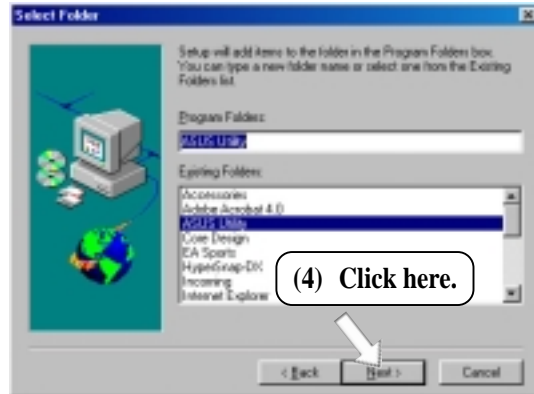 Select Folder
Setup will add items to the folder in the Program Folders box.
You can type a new folder name or select one from the Existing
Folders list.
Program Folders:
ASUS Utility
Existing Folders:
Accessories
Adobe Acrobat 4.0
ASUS Utility
Core Design
EA Sports
HyperSnap-DX
Incoming
Internet Explorer
(4) Click here.
< Back
Next >
Cancel